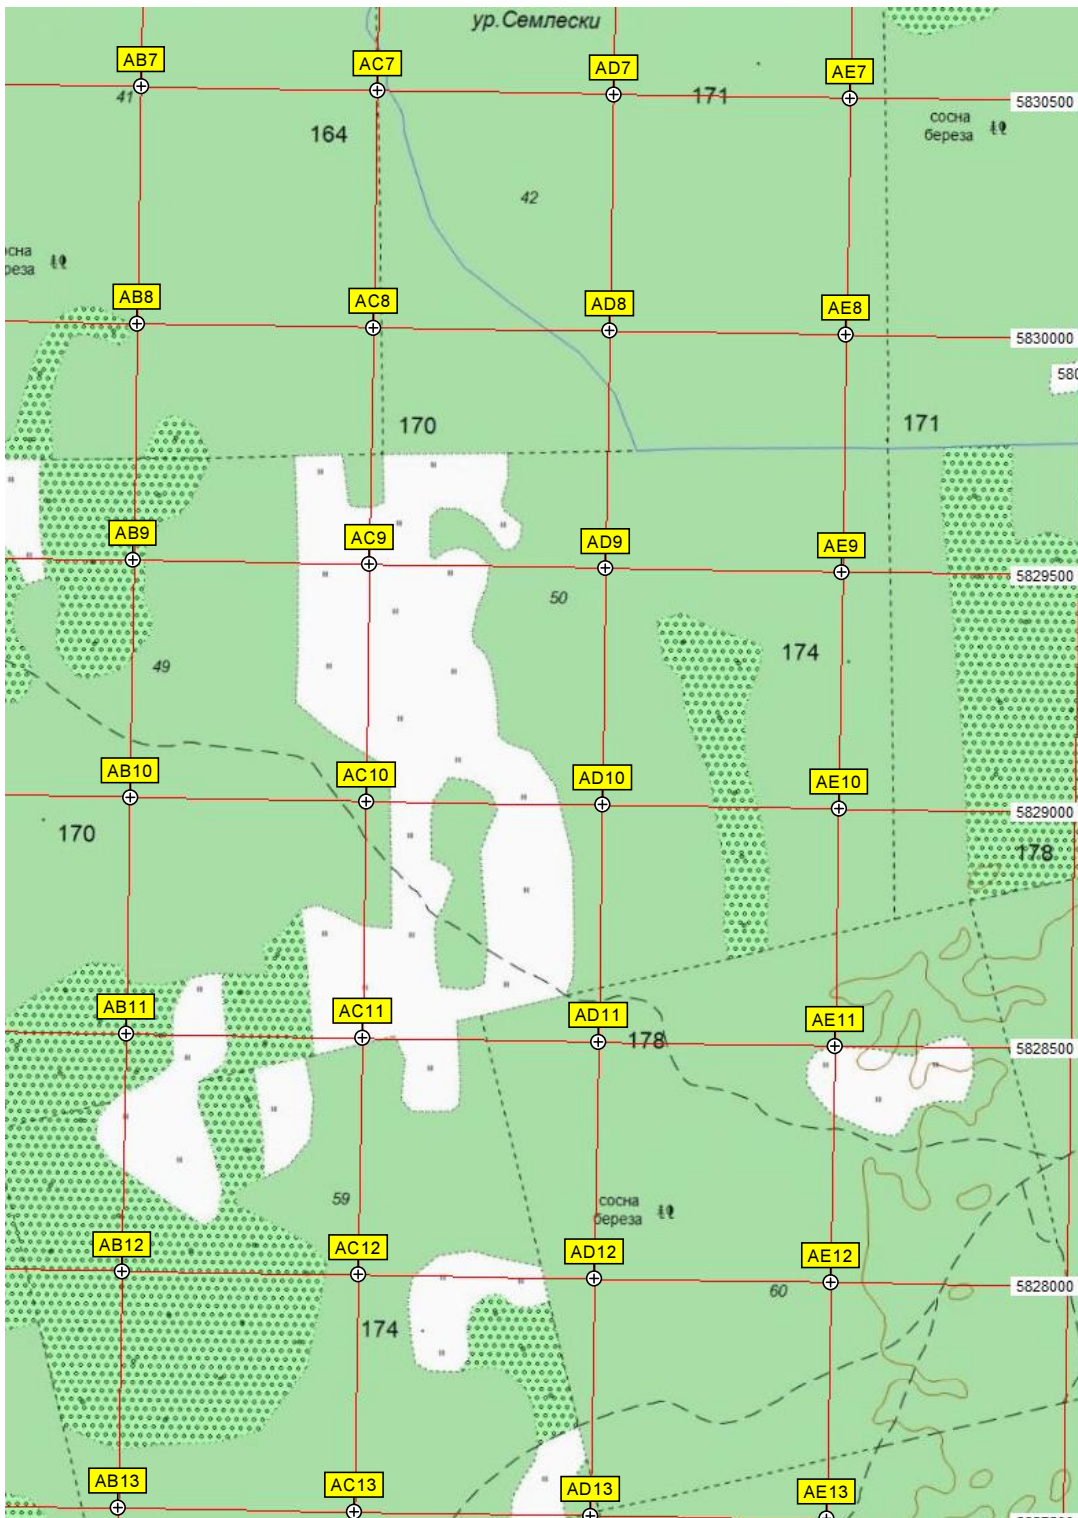 ур.Семлески
AB7
AC7
AD7
AE7
41
171
5830500
164
сосна
береза
42
AB8
AC8
AD8
AE8
5830000
170
171
AB9
AC9
AD9
AE9
5829500
50
174
49
AB10
AC10
AD10
AE10
5829000
170
178
AB11
AC11
AD11
AE11
178
5828500
59
сосна
береза
AB12
AC12
AD12
AE12
5828000
60
174
AB13
AC13
AD13
AE13